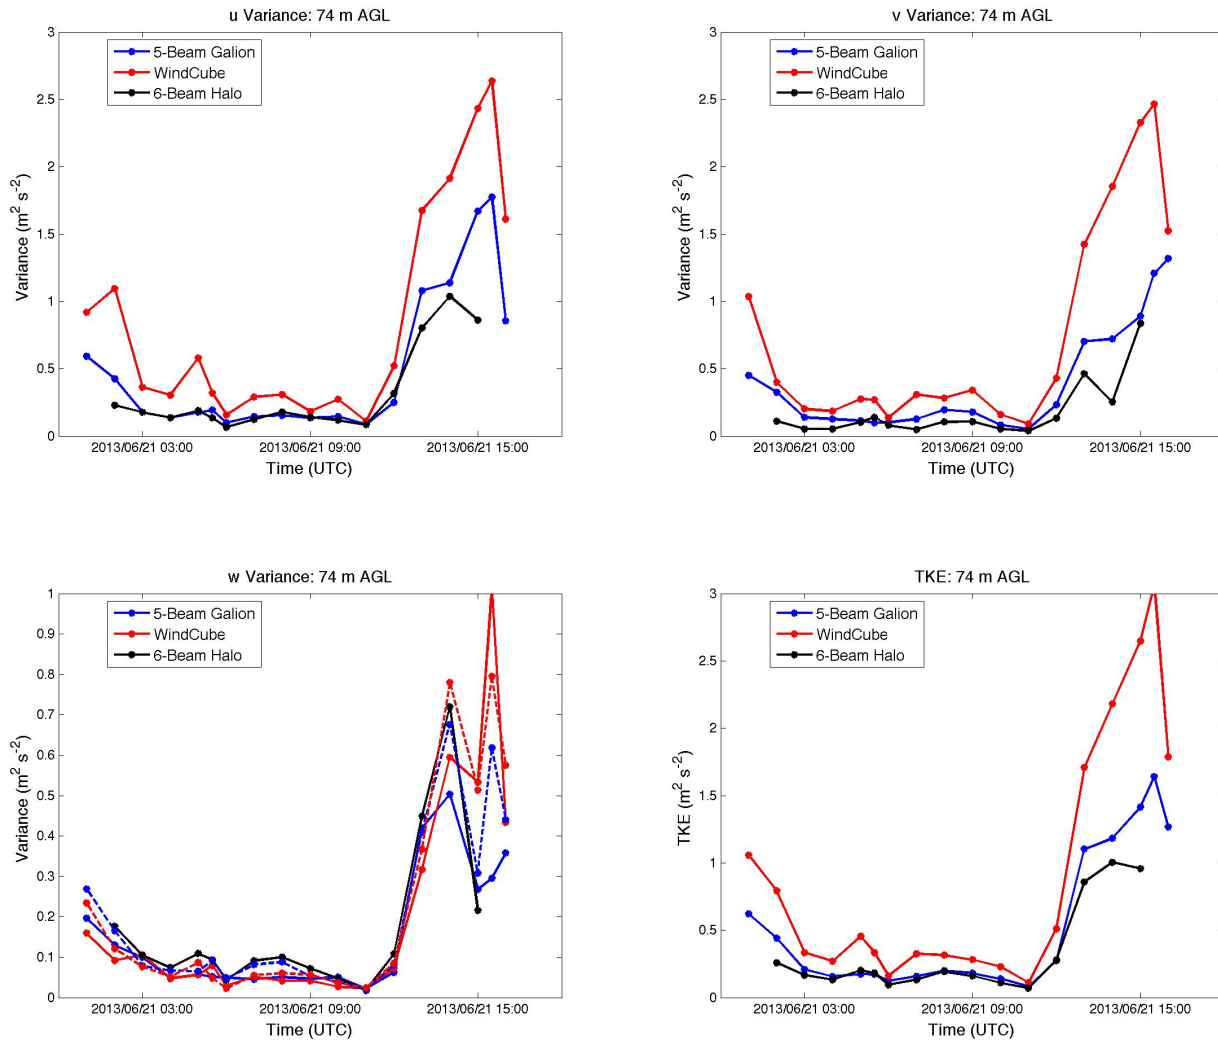 u Variance: 74 m AGL
3
2.5
2
1.5
1
0.5
0
Variance (m² s⁻²)
5-Beam Galion
WindCube
6-Beam Halo
2013/06/21 03:00 2013/06/21 09:00 2013/06/21 15:00
Time (UTC)
v Variance: 74 m AGL
3
2.5
2
1.5
1
0.5
0
Variance (m² s⁻²)
5-Beam Galion
WindCube
6-Beam Halo
2013/06/21 03:00 2013/06/21 09:00 2013/06/21 15:00
Time (UTC)
w Variance: 74 m AGL
1
0.9
0.8
0.7
0.6
0.5
0.4
0.3
0.2
0.1
0
Variance (m² s⁻²)
5-Beam Galion
WindCube
6-Beam Halo
2013/06/21 03:00 2013/06/21 09:00 2013/06/21 15:00
Time (UTC)
TKE: 74 m AGL
3
2.5
2
1.5
1
0.5
0
TKE (m² s⁻²)
5-Beam Galion
WindCube
6-Beam Halo
2013/06/21 03:00 2013/06/21 09:00 2013/06/21 15:00
Time (UTC)